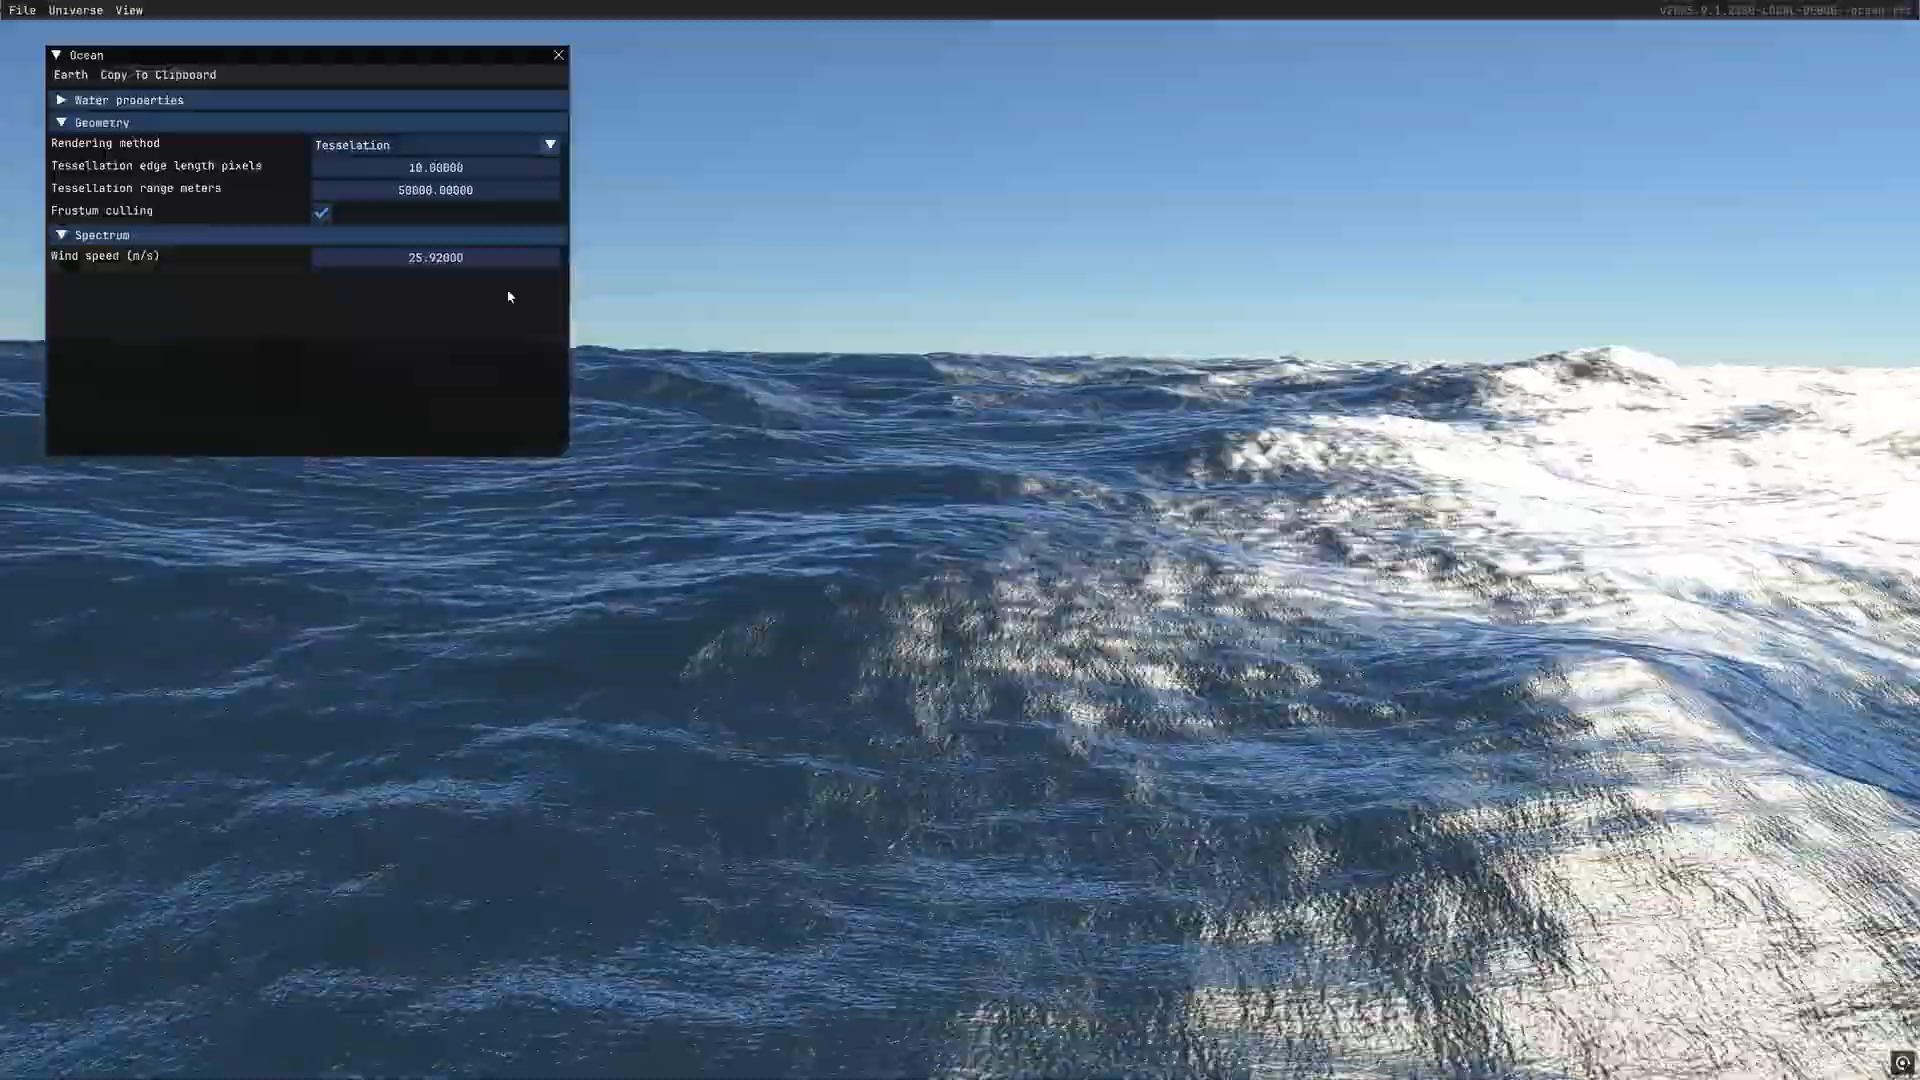 File Universe View
Ocean
Earth Copy To Clipboard
Water properties
Geometry
Rendering method Tesselation
Tessellation edge length pixels 10.00000
Tessellation range meters 50000.00000
Frustum culling
Spectrum
Wind speed (m/s) 25.92000